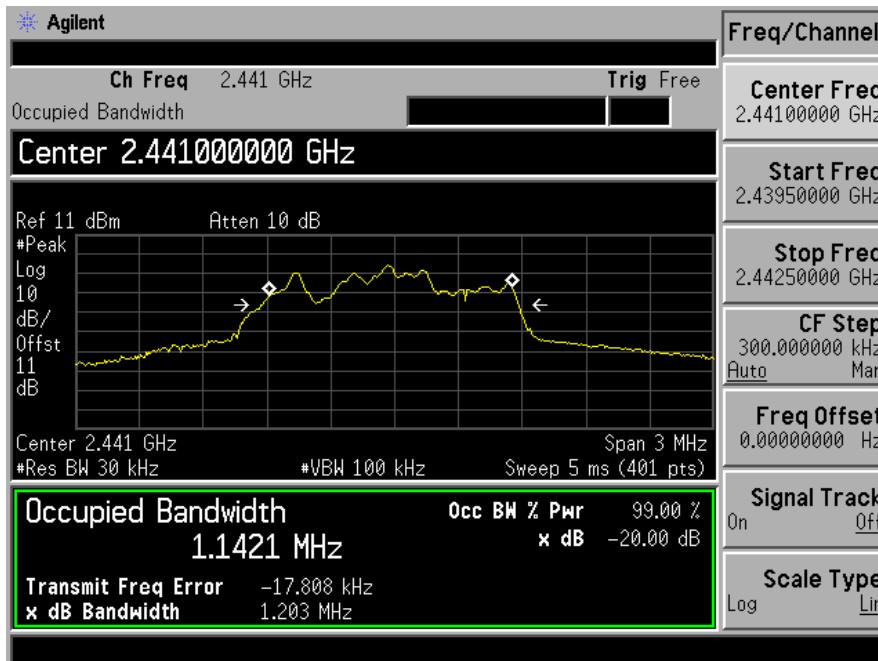 Agilent
Ch Freq 2.441 GHz Trig Free
Occupied Bandwidth
Center 2.441000000 GHz
Ref 11 dBm Atten 10 dB
#Peak
Log
10
dB/
Offst
11
dB
Center 2.441 GHz Span 3 MHz
#Res BW 30 kHz #VBW 100 kHz Sweep 5 ms (401 pts)
Occupied Bandwidth Occ BW % Pwr 99.00 %
1.1421 MHz x dB -20.00 dB
Transmit Freq Error -17.808 kHz
x dB Bandwidth 1.203 MHz
Freq/Channel
Center Freq
2.44100000 GHz
Start Freq
2.43950000 GHz
Stop Freq
2.44250000 GHz
CF Step
300.000000 kHz
Auto Man
Freq Offset
0.00000000 Hz
Signal Track
On Off
Scale Type
Log Lin